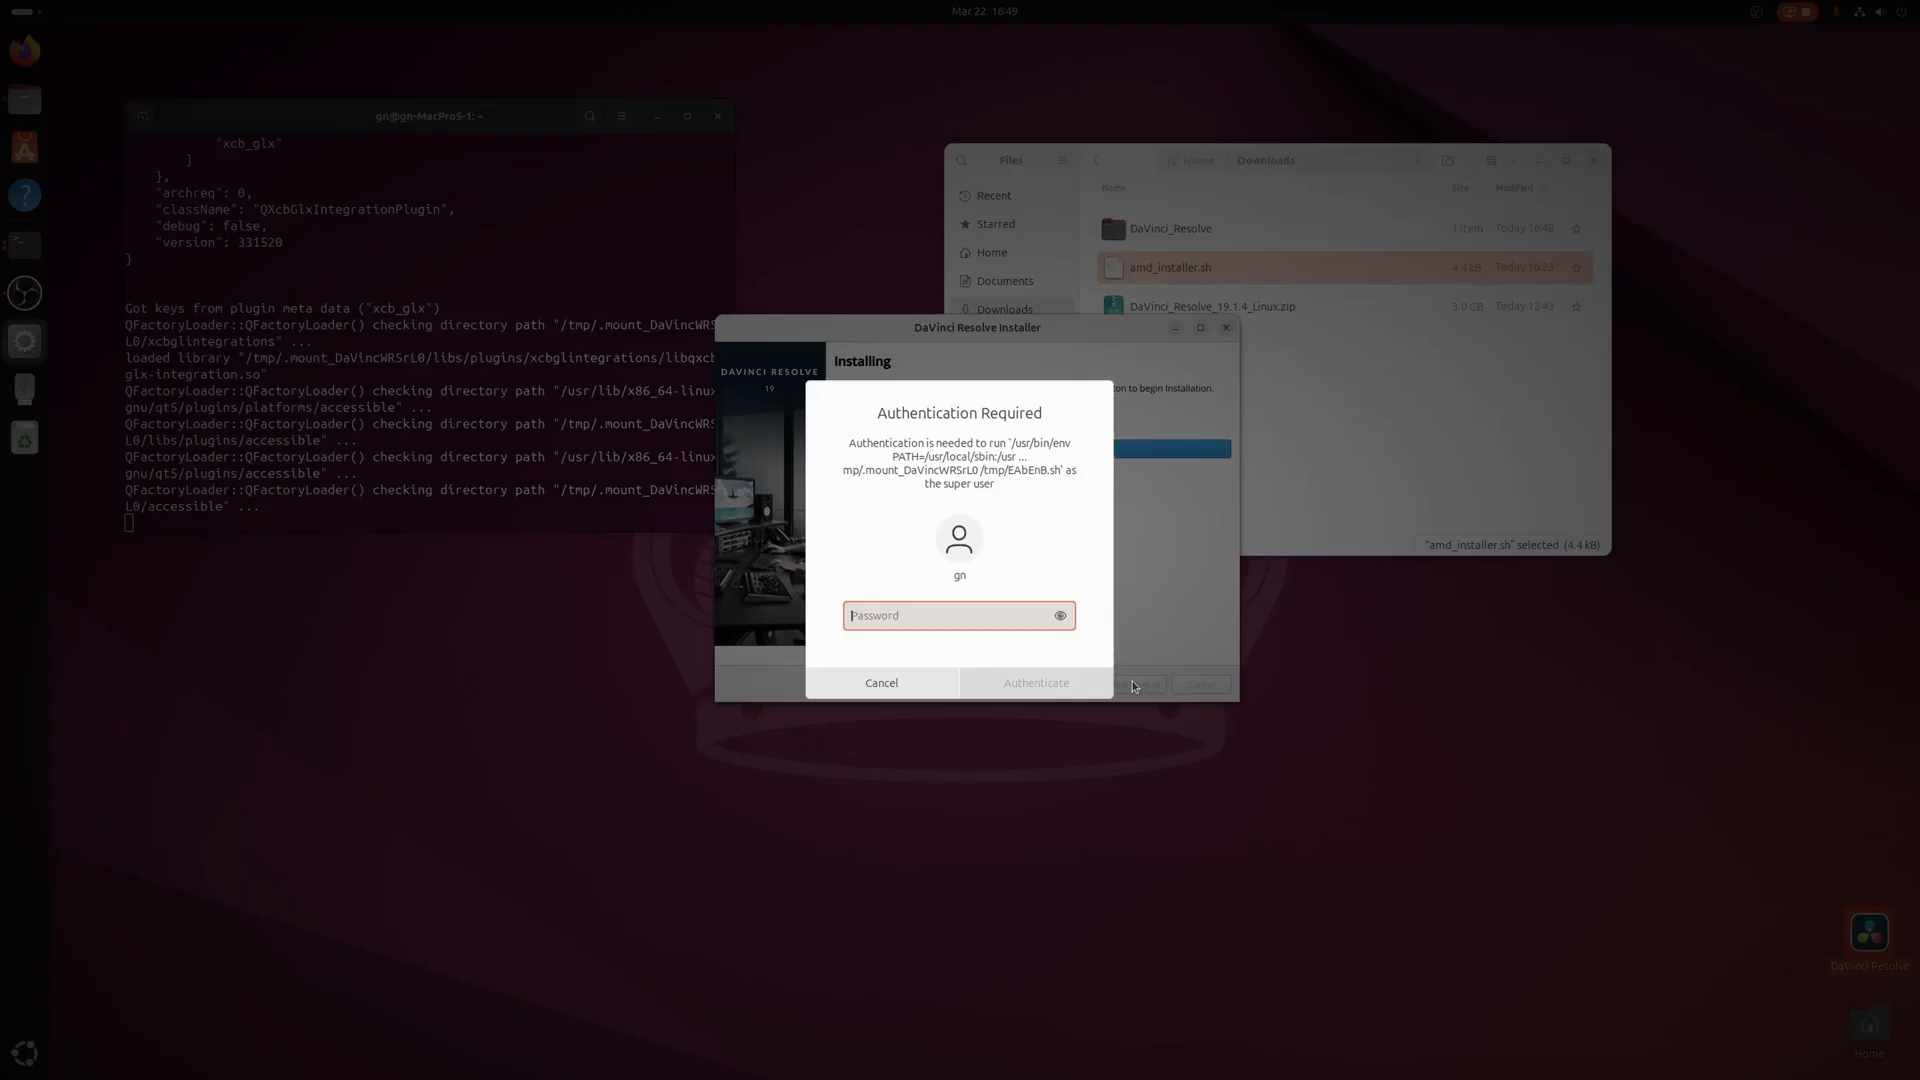 Mar 22 16:49
gn@gn-MacPro5-1: ~
"xcb_glx"
]
},
"archreq": 0,
"className": "QXcbGlxIntegrationPlugin",
"debug": false,
"version": 331520
}
Got keys from plugin meta data ("xcb_glx")
QFactoryLoader::QFactoryLoader() checking directory path "/tmp/.mount_DaVincWRS
L0/xcbglintegrations" ...
loaded library "/tmp/.mount_DaVincWRSrL0/libs/plugins/xcbglintegrations/libqxcb
glx-integration.so"
QFactoryLoader::QFactoryLoader() checking directory path "/usr/lib/x86_64-linux
gnu/qt5/plugins/platforms/accessible" ...
QFactoryLoader::QFactoryLoader() checking directory path "/tmp/.mount_DaVincWRS
L0/libs/plugins/accessible" ...
QFactoryLoader::QFactoryLoader() checking directory path "/usr/lib/x86_64-linux
gnu/qt5/plugins/accessible" ...
QFactoryLoader::QFactoryLoader() checking directory path "/tmp/.mount_DaVincWRS
L0/accessible" ...
Files
Home / Downloads
Recent
Starred
Home
Documents
Downloads
Name Size Modified
DaVinci_Resolve 1 item Today 16:48
amd_installer.sh 4.4 kB Today 16:23
DaVinci_Resolve_19.1.4_Linux.zip 3.0 GB Today 12:43
"amd_installer.sh" selected (4.4 kB)
DaVinci Resolve Installer
DAVINCI RESOLVE
19
Installing
on to begin Installation.
Cancel
Authentication Required
Authentication is needed to run `/usr/bin/env
PATH=/usr/local/sbin:/usr ...
mp/.mount_DaVincWRSrL0 /tmp/EAbEnB.sh' as
the super user
gn
Password
Cancel
Authenticate
DaVinci Resolve
Home